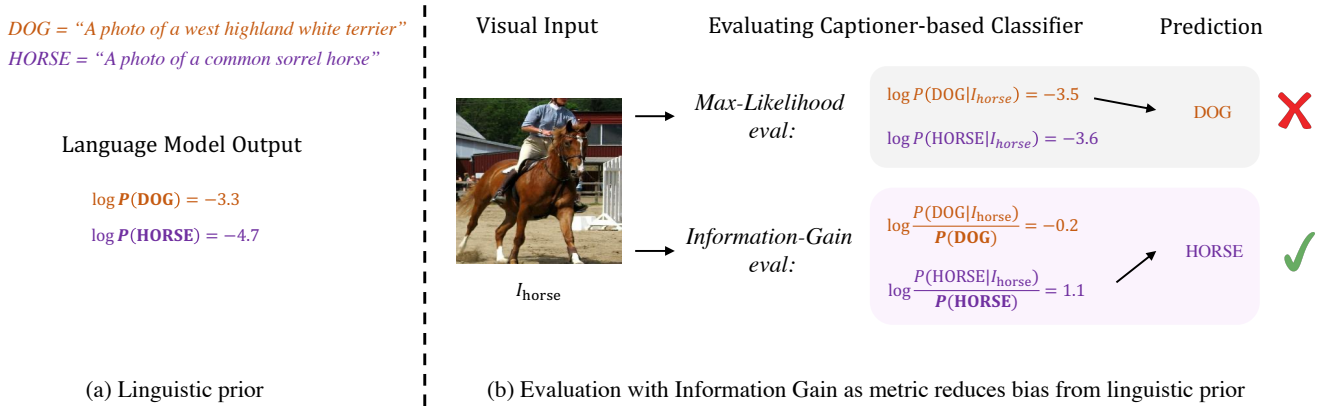 DOG = “A photo of a west highland white terrier”
HORSE = “A photo of a common sorrel horse”
Language Model Output
log P(DOG) = −3.3
log P(HORSE) = −4.7
(a) Linguistic prior
Visual Input
Evaluating Captioner-based Classifier
Prediction
I_horse
Max-Likelihood
eval:
log P(DOG|I_horse) = −3.5
log P(HORSE|I_horse) = −3.6
DOG
Information-Gain
eval:
log P(DOG|I_horse) / P(DOG) = −0.2
log P(HORSE|I_horse) / P(HORSE) = 1.1
HORSE
(b) Evaluation with Information Gain as metric reduces bias from linguistic prior